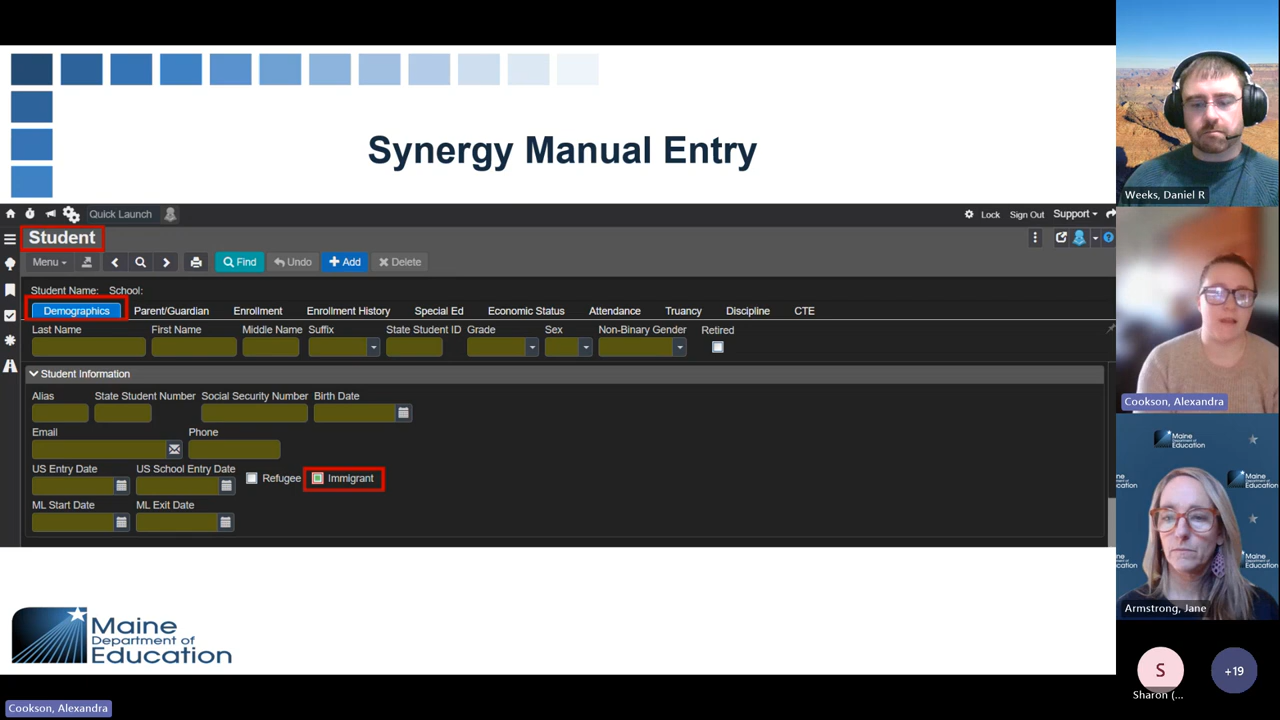 Synergy Manual Entry
Quick Launch
Lock Sign Out Support
Student
Menu Find Undo + Add Delete
Student Name: School:
Demographics Parent/Guardian Enrollment Enrollment History Special Ed Economic Status Attendance Truancy Discipline CTE
Last Name First Name Middle Name Suffix State Student ID Grade Sex Non-Binary Gender Retired
Student Information
Alias State Student Number Social Security Number Birth Date
Email Phone
US Entry Date US School Entry Date Refugee Immigrant
ML Start Date ML Exit Date
Maine
Department of
Education
Cookson, Alexandra
Weeks, Daniel R
Cookson, Alexandra
Maine
Department of
Education
Armstrong, Jane
S
+19
Sharon (...